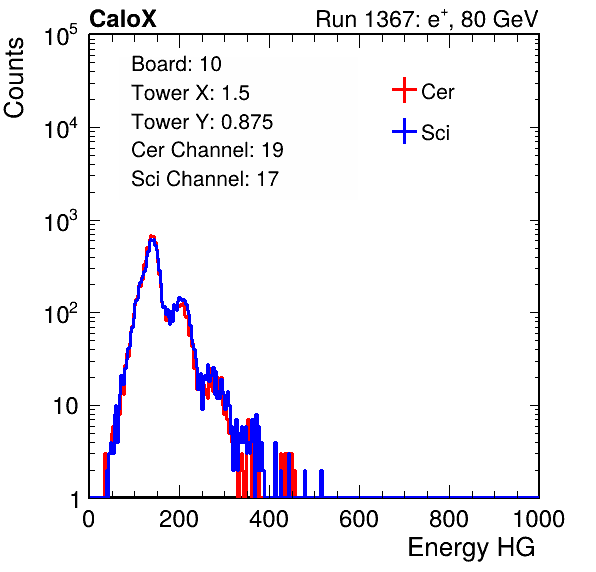 CaloX Run 1367: e⁺, 80 GeV
Counts
Board: 10
Tower X: 1.5
Tower Y: 0.875
Cer Channel: 19
Sci Channel: 17
Cer
Sci
10⁵
10⁴
10³
10²
10
1
0 200 400 600 800 1000
Energy HG